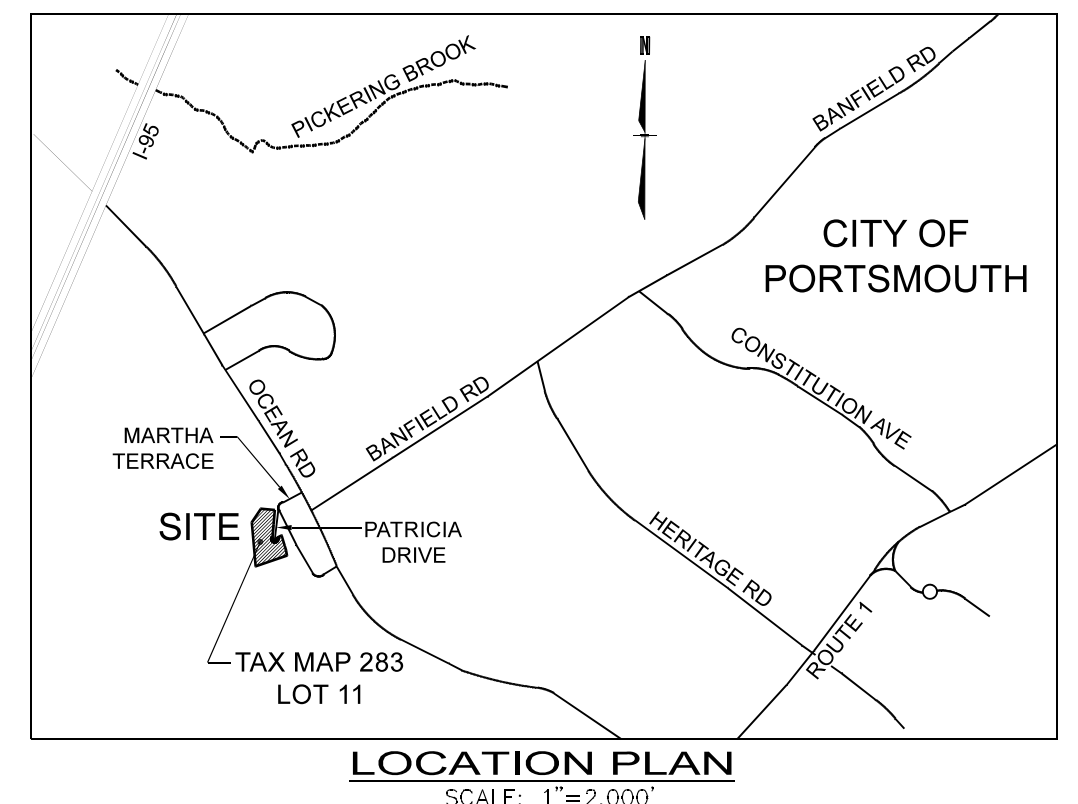 N
PICKERING BROOK
BANFIELD RD
I-95
CITY OF
PORTSMOUTH
CONSTITUTION AVE
OCEAN RD
BANFIELD RD
MARTHA
TERRACE
SITE
PATRICIA
DRIVE
HERITAGE RD
ROUTE 1
TAX MAP 283
LOT 11
LOCATION PLAN
SCALE: 1"=2,000'